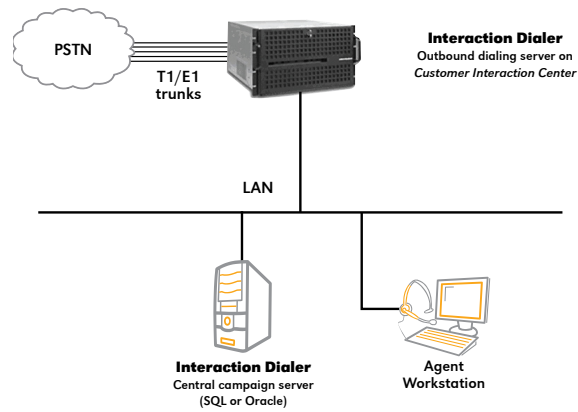 PSTN
T1/E1
trunks
Interaction Dialer
Outbound dialing server on
Customer Interaction Center
LAN
Interaction Dialer
Central campaign server
(SQL or Oracle)
Agent
Workstation